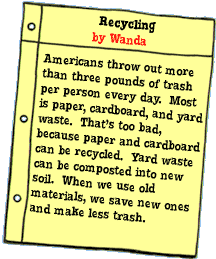 Recycling
by Wanda
Americans throw out more
than three pounds of trash
per person every day. Most
is paper, cardboard, and yard
waste. That's too bad,
because paper and cardboard
can be recycled. Yard waste
can be composted into new
soil. When we use old
materials, we save new ones
and make less trash.